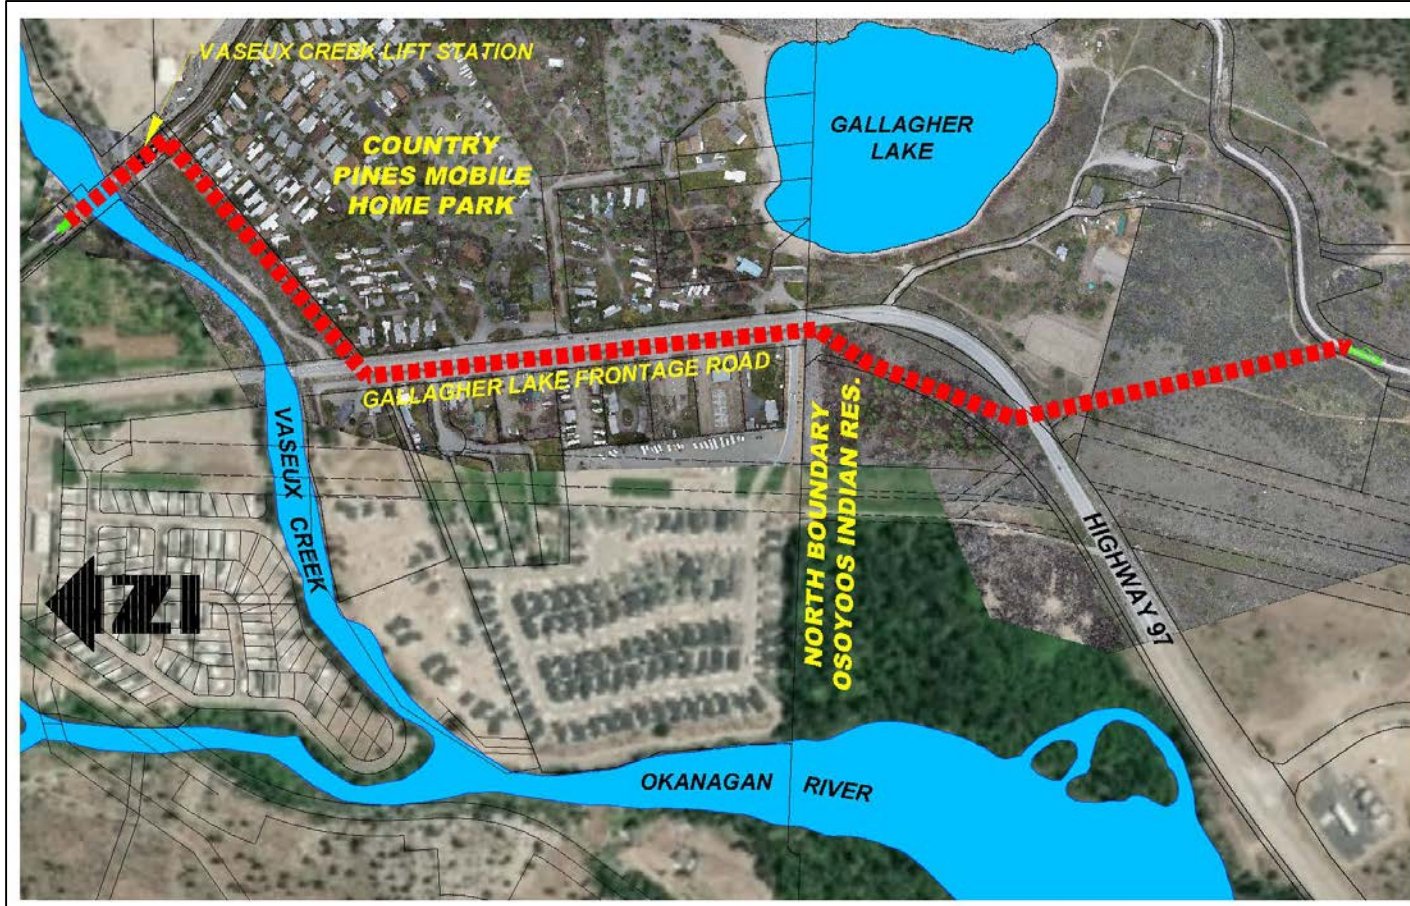 VASEUX CREEK LIFT STATION
COUNTRY
PINES MOBILE
HOME PARK
GALLAGHER
LAKE
GALLAGHER LAKE FRONTAGE ROAD
VASEUX CREEK
NORTH BOUNDARY
OSOYOOS INDIAN RES.
HIGHWAY 97
N
OKANAGAN RIVER